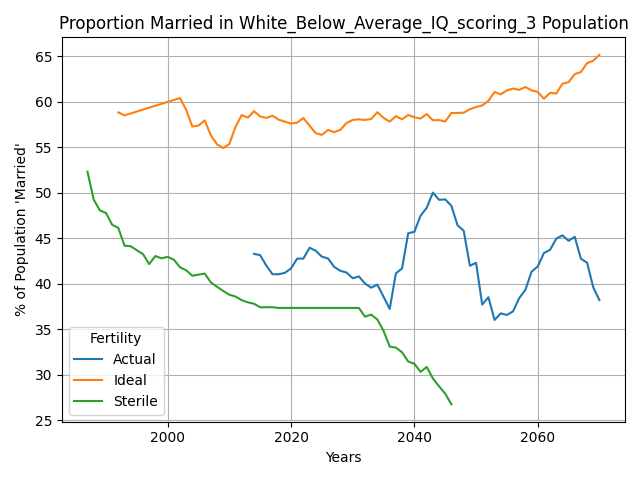 Proportion Married in White_Below_Average_IQ_scoring_3 Population
% of Population 'Married'
65
60
55
50
45
40
35
30
25
Fertility
Actual
Ideal
Sterile
2000
2020
2040
2060
Years